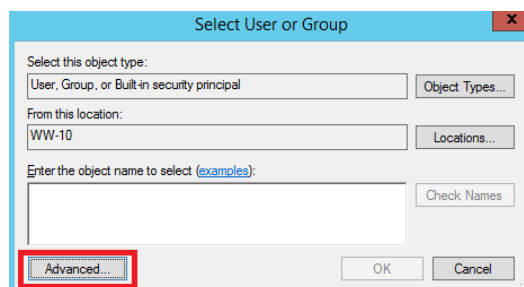 Select User or Group
x
Select this object type:
User, Group, or Built-in security principal
Object Types...
From this location:
WW-10
Locations...
Enter the object name to select (examples):
Check Names
Advanced...
OK
Cancel